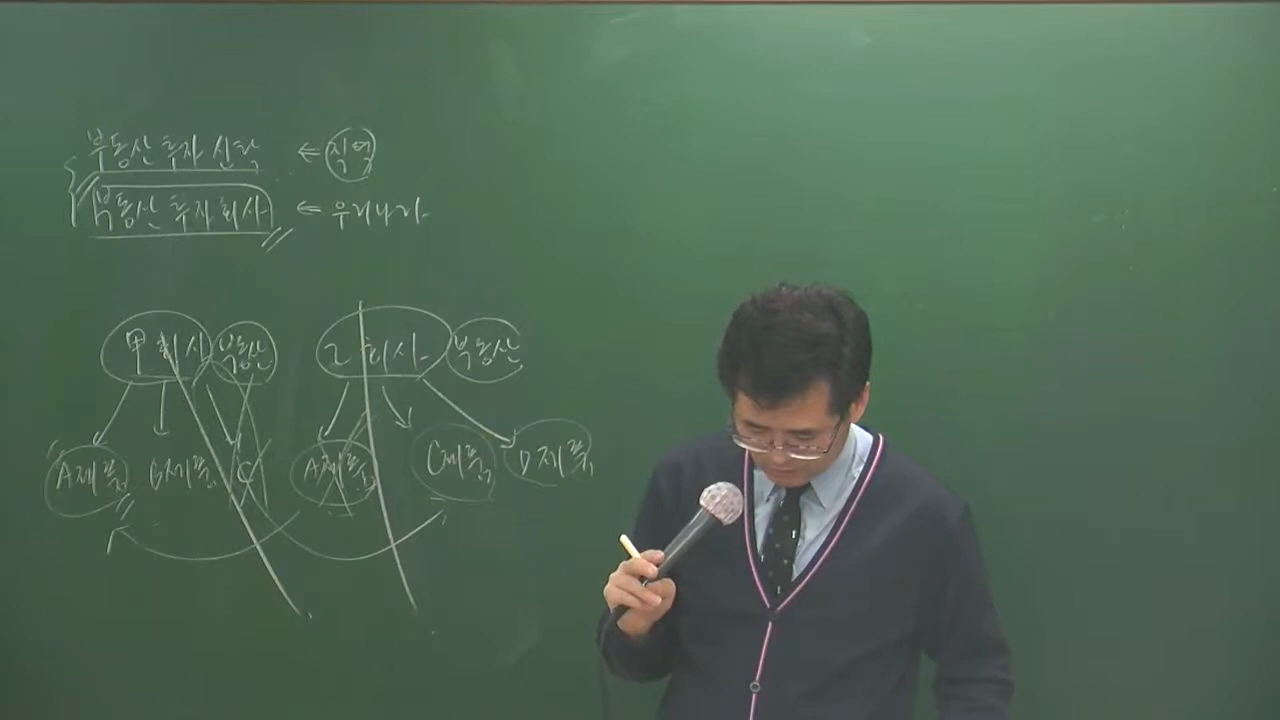 부동산 투자 신탁 ← 직역
부동산 투자 회사 ← 우리나라
甲 회사 부동산 乙 회사 부동산
A제품 B제품 C A제품 C제품 D제품